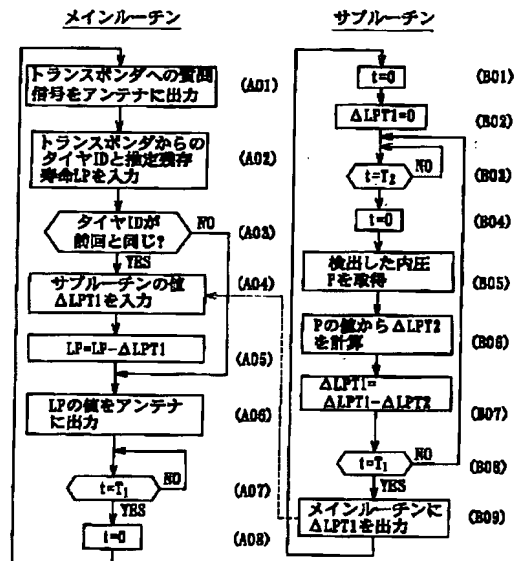 メインルーチン
トランスポンダへの質問
信号をアンテナに出力
(A01)
トランスポンダからの
タイヤIDと推定残存
寿命LPを入力
(A02)
タイヤIDが
前回と同じ?
NO
(A03)
YES
サブルーチンの値
ΔLPT1を入力
(A04)
LP=LP-ΔLPT1
(A05)
LPの値をアンテナ
に出力
(A06)
NO
t=T₁
(A07)
YES
t=0
(A08)
サブルーチン
t=0
(B01)
ΔLPT1=0
(B02)
NO
t=T₂
(B03)
t=0
(B04)
検出した内圧
Pを取得
(B05)
Pの値からΔLPT2
を計算
(B06)
ΔLPT1=
ΔLPT1-ΔLPT2
(B07)
NO
t=T₁
(B08)
YES
メインルーチンに
ΔLPT1を出力
(B09)